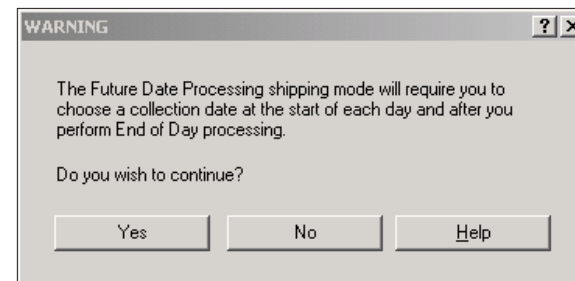 WARNING
The Future Date Processing shipping mode will require you to
choose a collection date at the start of each day and after you
perform End of Day processing.
Do you wish to continue?
Yes No Help